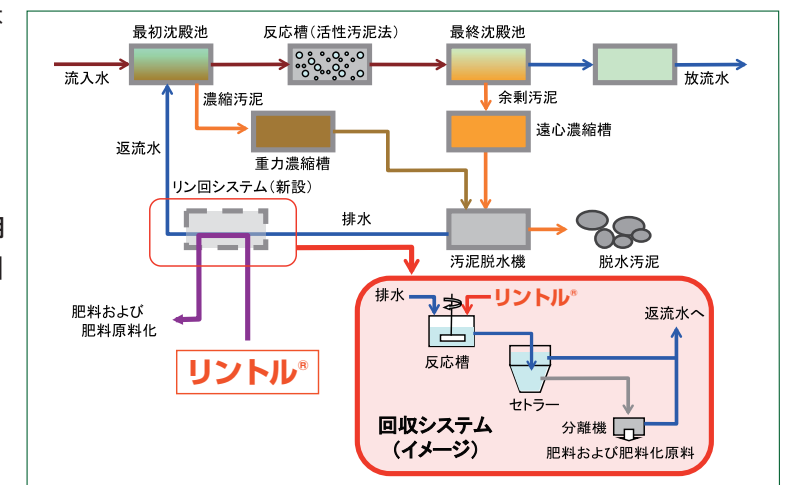 最初沈殿池
反応槽(活性汚泥法)
最終沈殿池
流入水
放流水
濃縮汚泥
余剰汚泥
遠心濃縮槽
返流水
重力濃縮槽
リン回システム(新設)
排水
汚泥脱水機
脱水汚泥
肥料および
肥料原料化
リントル®
排水
リントル®
返流水へ
反応槽
セトラー
回収システム
(イメージ)
分離機
肥料および肥料化原料